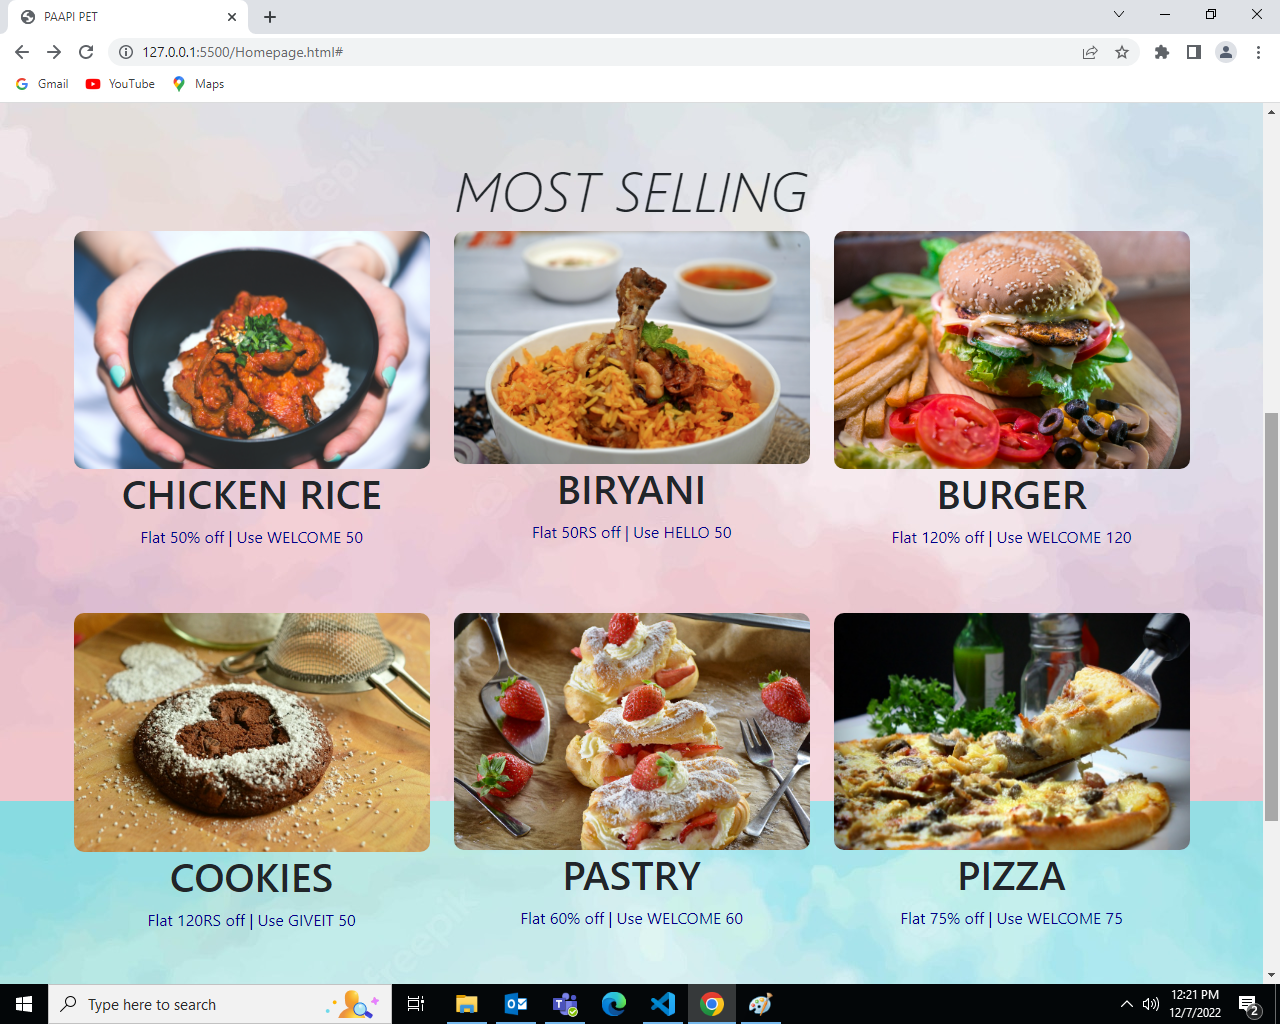 PAAPI PET
127.0.0.1:5500/Homepage.html#
Gmail YouTube Maps
MOST SELLING
CHICKEN RICE
Flat 50% off | Use WELCOME 50
BIRYANI
Flat 50RS off | Use HELLO 50
BURGER
Flat 120% off | Use WELCOME 120
COOKIES
Flat 120RS off | Use GIVEIT 50
PASTRY
Flat 60% off | Use WELCOME 60
PIZZA
Flat 75% off | Use WELCOME 75
freepik
freepik
freepik
Type here to search
12:21 PM
12/7/2022
2